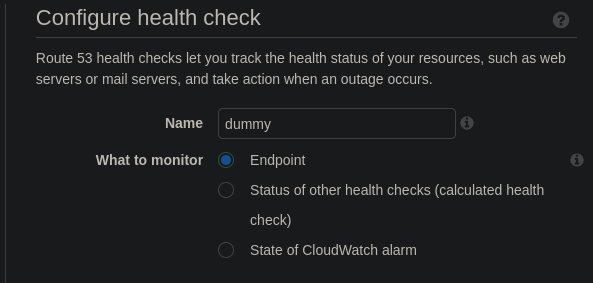 Configure health check
Route 53 health checks let you track the health status of your resources, such as web
servers or mail servers, and take action when an outage occurs.
Name dummy
What to monitor Endpoint
Status of other health checks (calculated health
check)
State of CloudWatch alarm